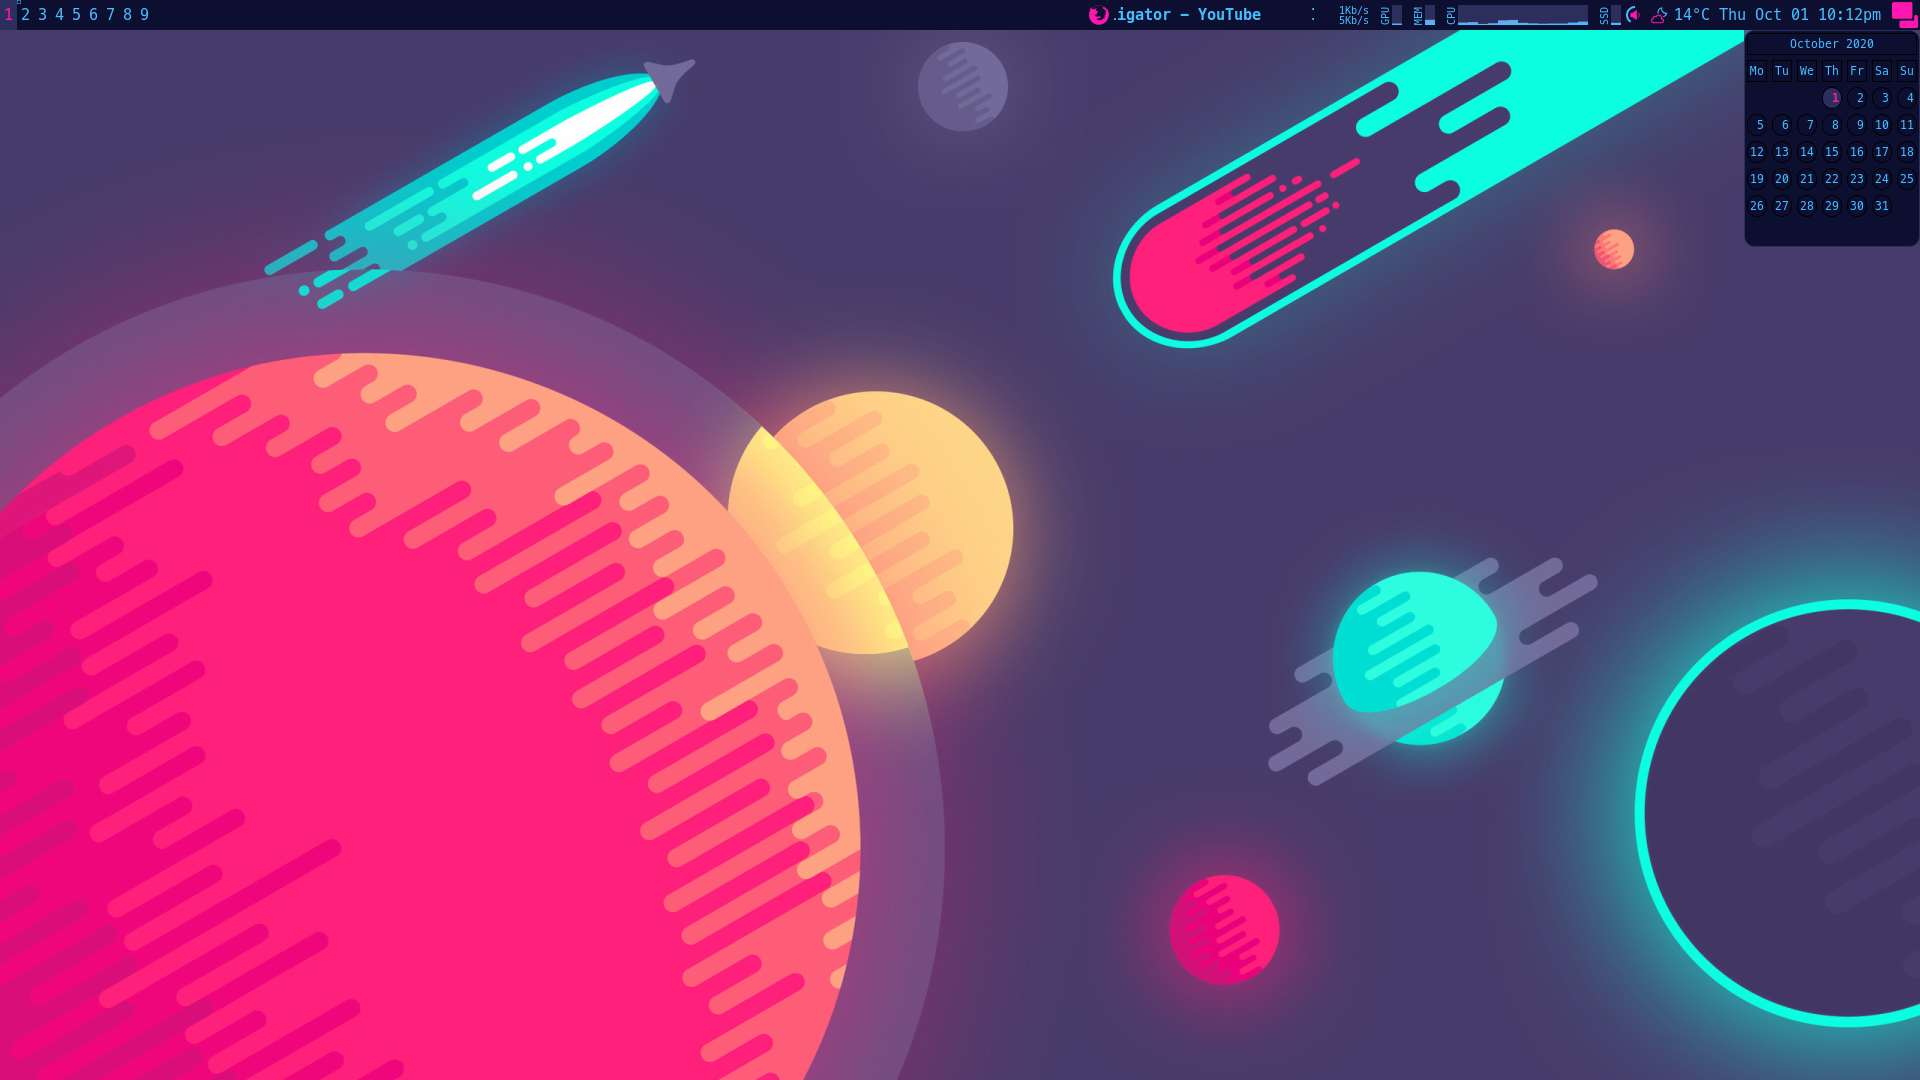 1 2 3 4 5 6 7 8 9
.igator – YouTube
1Kb/s
5Kb/s
GPU MEM CPU SSD
14°C Thu Oct 01 10:12pm
October 2020
Mo Tu We Th Fr Sa Su
1 2 3 4
5 6 7 8 9 10 11
12 13 14 15 16 17 18
19 20 21 22 23 24 25
26 27 28 29 30 31